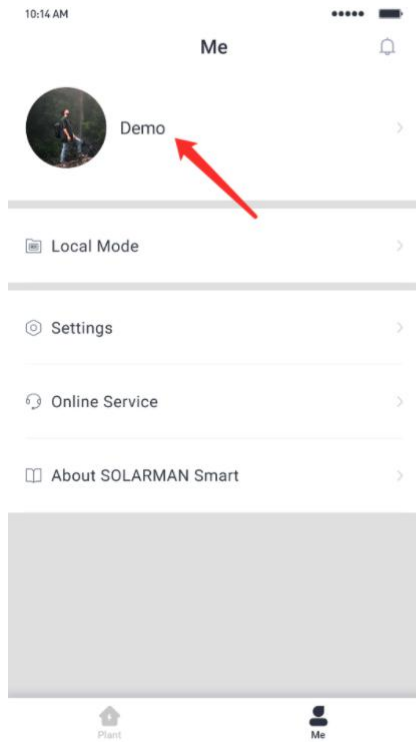 10:14 AM
Me
Demo
Local Mode
Settings
Online Service
About SOLARMAN Smart
Plant
Me